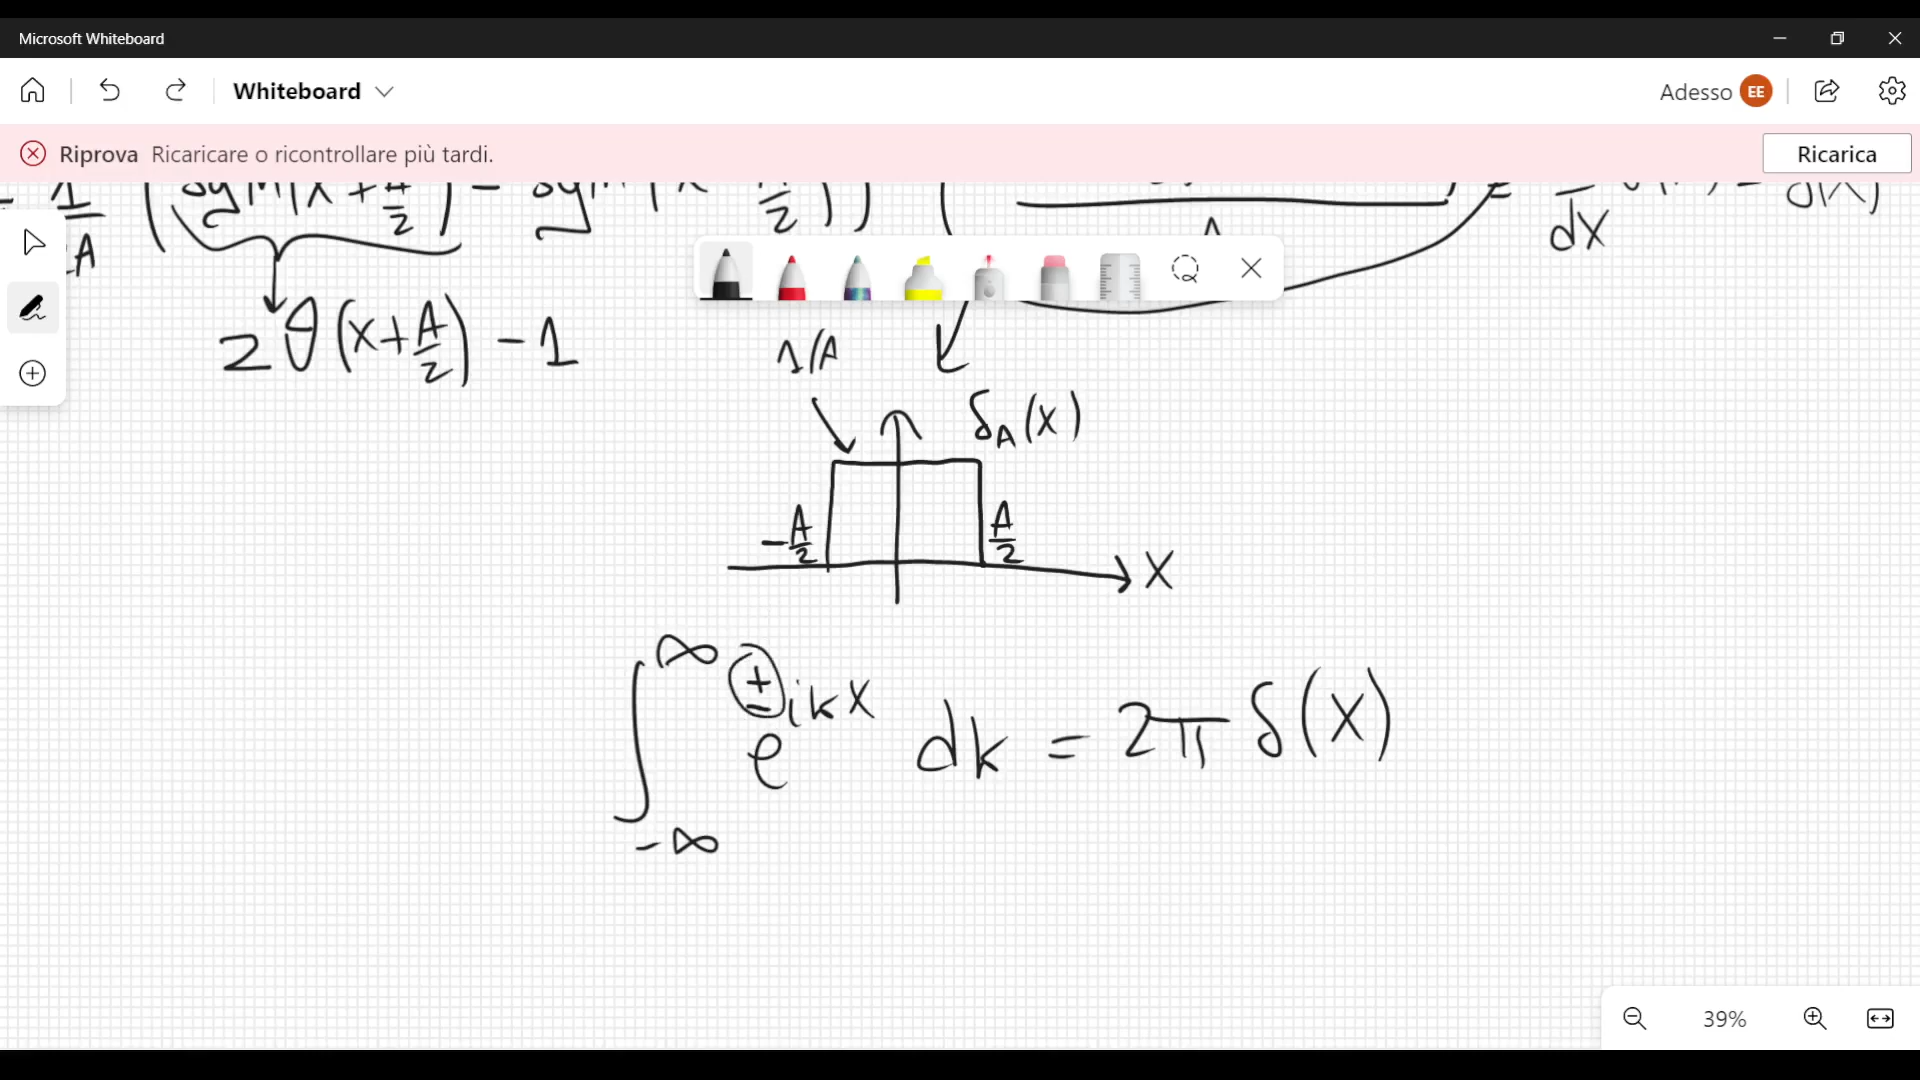 Microsoft Whiteboard
Whiteboard
Adesso EE
Riprova Ricaricare o ricontrollare più tardi.
Ricarica
dx
2θ(x+A/2) - 1
1/A
δ_A(x)
-A/2
A/2
x
∫_{-∞}^{∞} e^{±ikx} dk = 2π δ(x)
39%